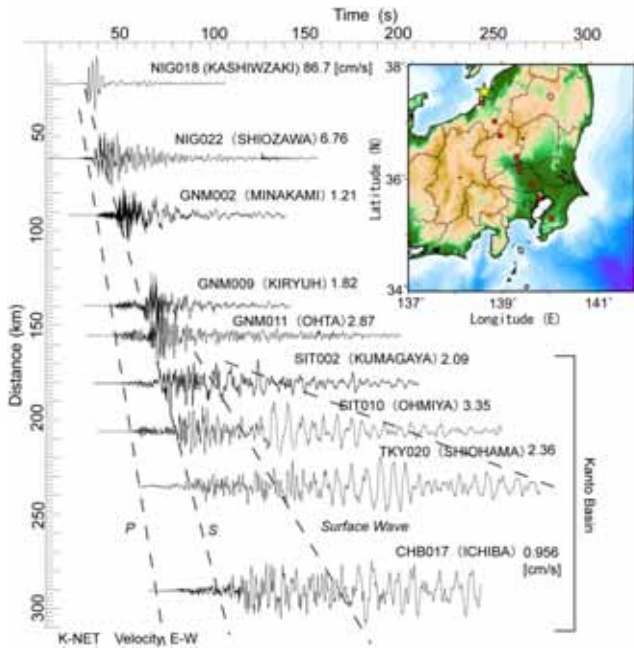 Time (s)
50 100 150 200 250 300
NIG018 (KASHIWZAKI) 86.7 [cm/s]
NIG022 (SHIOZAWA) 6.76
GNM002 (MINAKAMI) 1.21
GNM009 (KIRYUH) 1.82
GNM011 (OHTA) 2.87
SIT002 (KUMAGAYA) 2.09
SIT010 (OHMIYA) 3.35
TKY020 (SHIOHAMA) 2.36
CHB017 (ICHIBA) 0.956
[cm/s]
P
S
Surface Wave
Kanto Basin
Distance (km)
50
100
150
200
250
300
K-NET Velocity, E-W
38°
36°
34°
Latitude (N)
137° 139° 141°
Longitude (E)